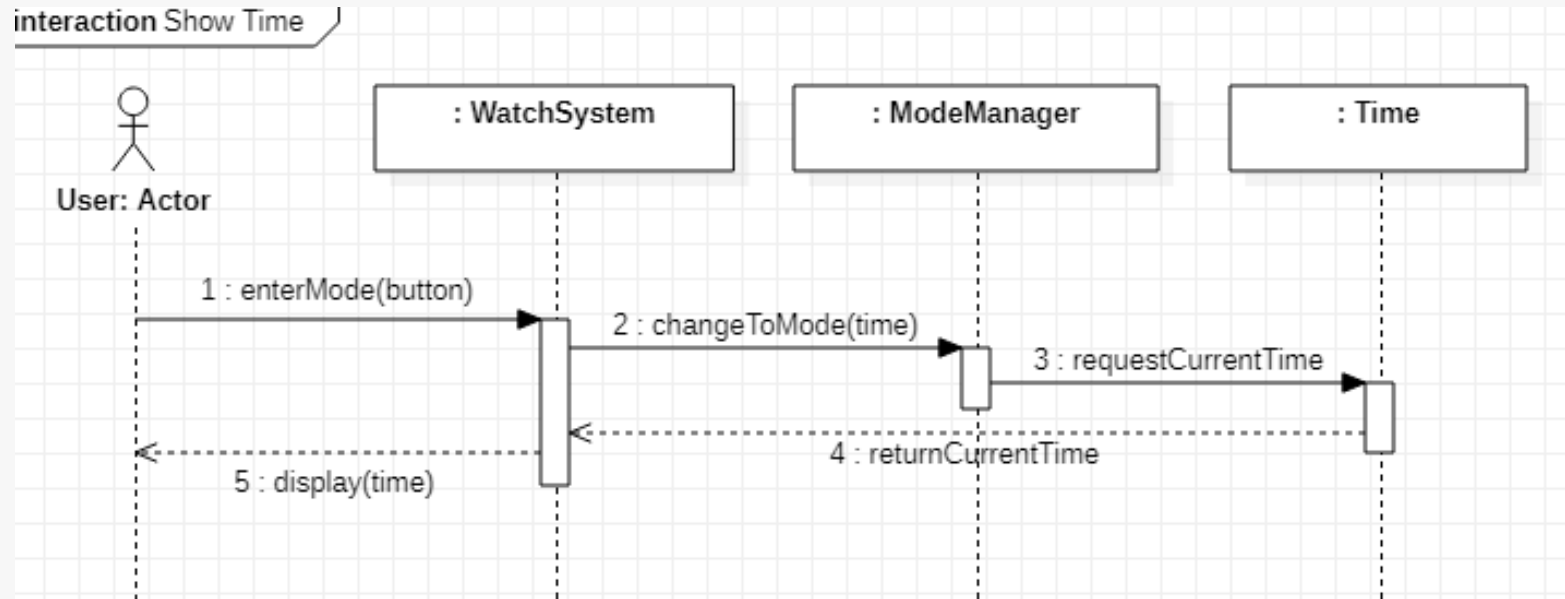 interaction Show Time
: WatchSystem
: ModeManager
: Time
User: Actor
1 : enterMode(button)
2 : changeToMode(time)
3 : requestCurrentTime
4 : returnCurrentTime
5 : display(time)